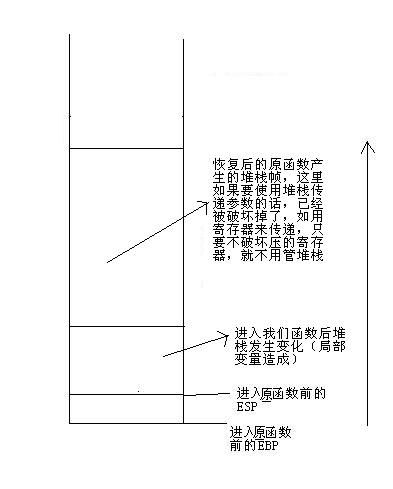 恢复后的原函数产
生的堆栈帧，这里
如果要使用堆栈传
递参数的话，已经
被破坏掉了，如用
寄存器来传递，只
要不破坏压的寄存
器，就不用管堆栈
进入我们函数后堆
栈发生变化（局部
变量造成）
进入原函数前的
ESP
进入原函数
前的EBP